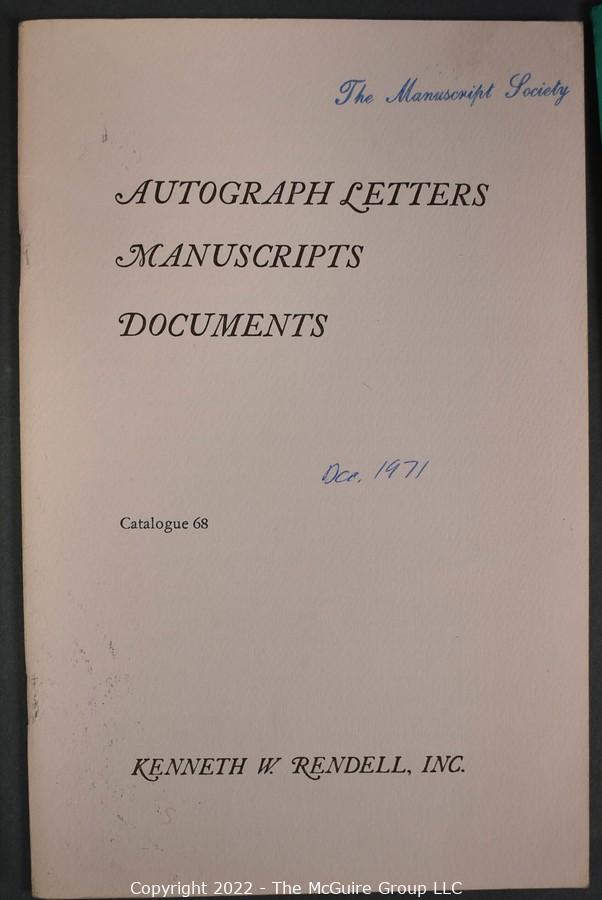 The Manuscript Society
AUTOGRAPH LETTERS
MANUSCRIPTS
DOCUMENTS
Dec. 1971
Catalogue 68
KENNETH W. RENDELL, INC.
Copyright 2022 - The McGuire Group LLC